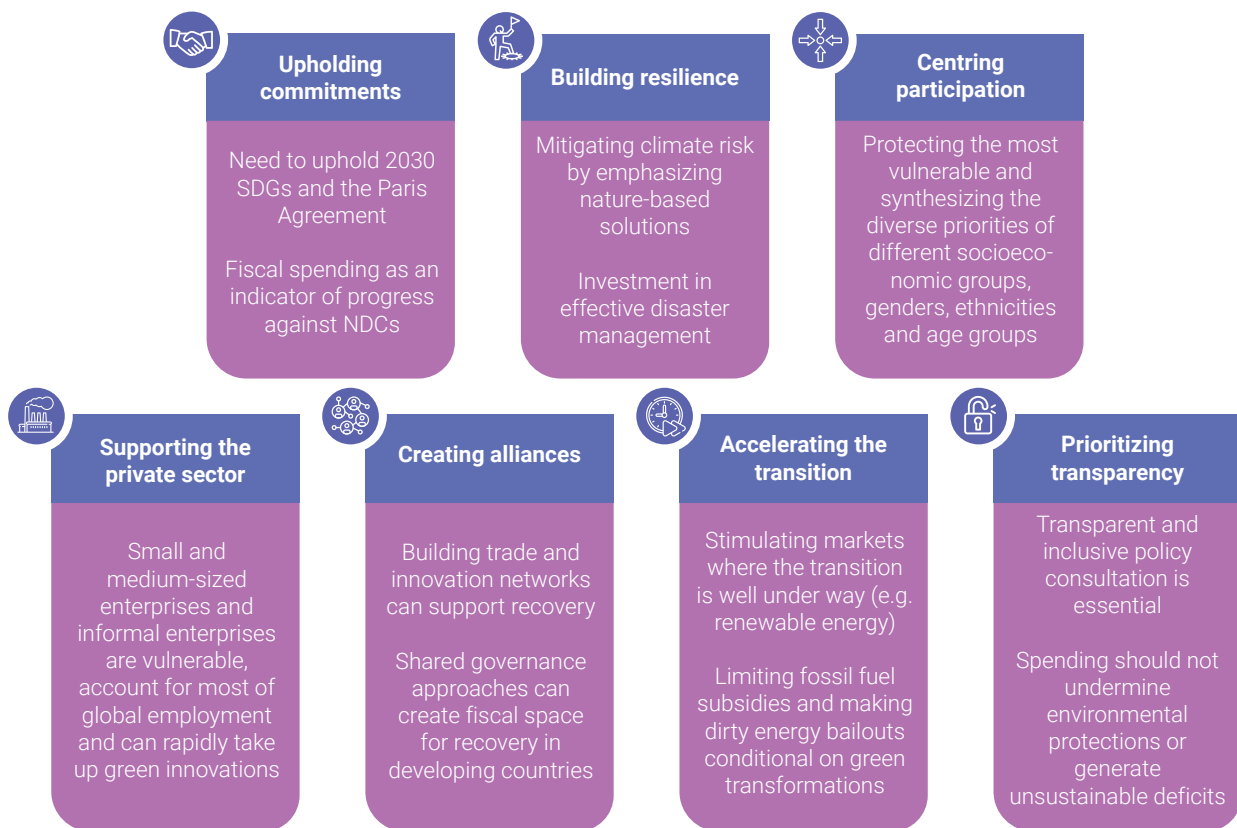 Upholding
commitments
Need to uphold 2030
SDGs and the Paris
Agreement
Fiscal spending as an
indicator of progress
against NDCs
Building resilience
Mitigating climate risk
by emphasizing
nature-based
solutions
Investment in
effective disaster
management
Centring
participation
Protecting the most
vulnerable and
synthesizing the
diverse priorities of
different socioeco-
nomic groups,
genders, ethnicities
and age groups
Supporting the
private sector
Small and
medium-sized
enterprises and
informal enterprises
are vulnerable,
account for most of
global employment
and can rapidly take
up green innovations
Creating alliances
Building trade and
innovation networks
can support recovery
Shared governance
approaches can
create fiscal space
for recovery in
developing countries
Accelerating the
transition
Stimulating markets
where the transition
is well under way (e.g.
renewable energy)
Limiting fossil fuel
subsidies and making
dirty energy bailouts
conditional on green
transformations
Prioritizing
transparency
Transparent and
inclusive policy
consultation is
essential
Spending should not
undermine
environmental
protections or
generate
unsustainable deficits